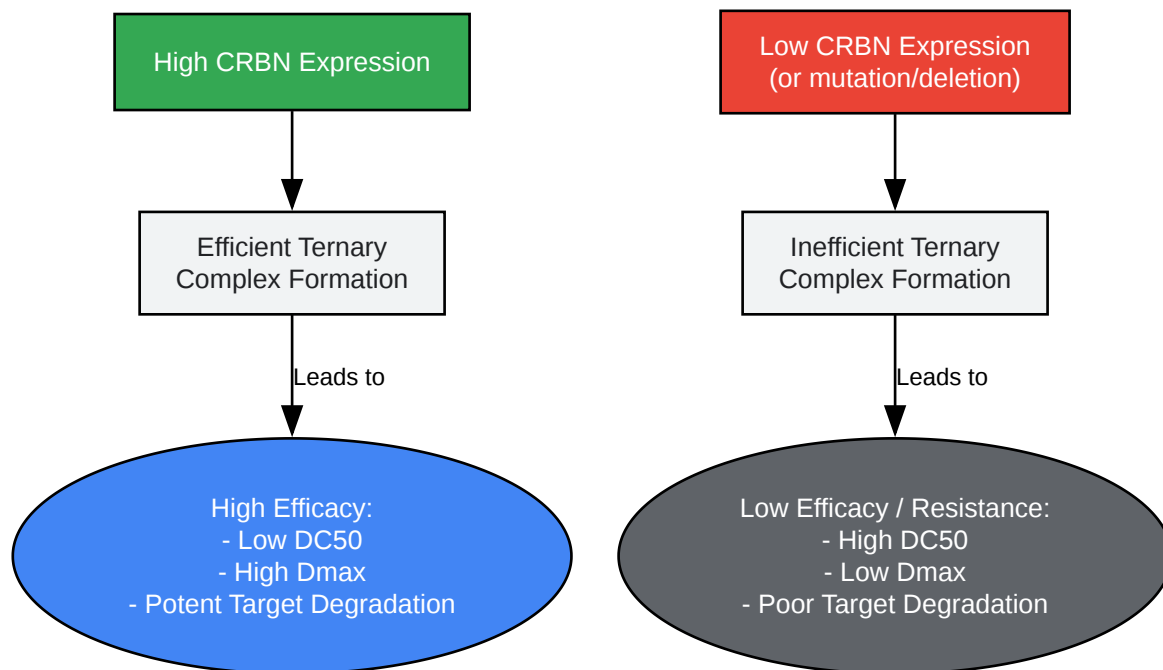 High CRBN Expression
Low CRBN Expression
(or mutation/deletion)
Efficient Ternary
Complex Formation
Inefficient Ternary
Complex Formation
Leads to
Leads to
High Efficacy:
- Low DC50
- High Dmax
- Potent Target Degradation
Low Efficacy / Resistance:
- High DC50
- Low Dmax
- Poor Target Degradation